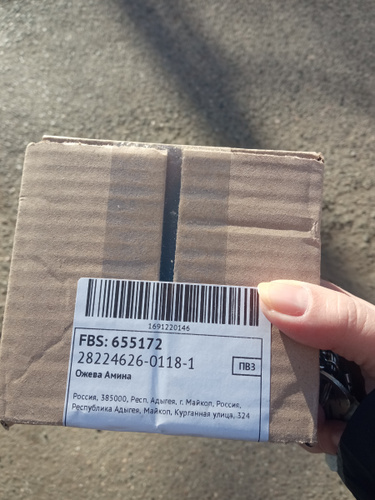 1691220146
FBS: 655172
28224626-0118-1
ПВЗ
Ожева Амина
Россия, 385000, Респ. Адыгея, г. Майкоп, Россия,
Республика Адыгея, Майкоп, Курганная улица, 324